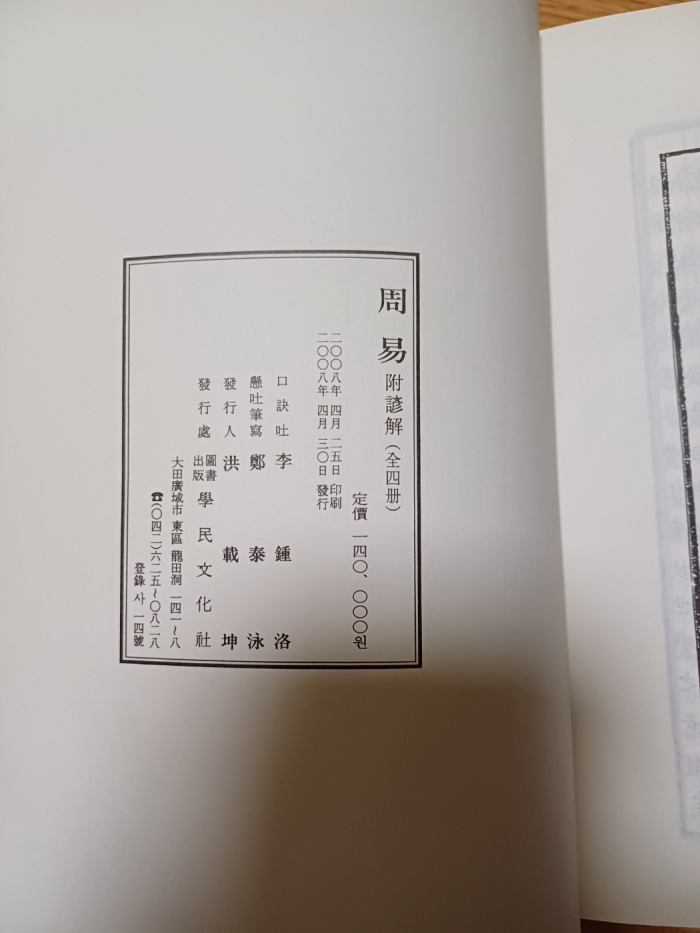 周易 附諺解(全四册)
定價 一四〇、〇〇〇원
二〇〇八年 四月 二五日 印刷
二〇〇八年 四月 三〇日 發行
口訣吐 李鍾洛
懸吐筆寫 鄭泰泳
發行人 洪載坤
發行處 圖書出版 學民文化社
大田廣域市 東區 龍田洞 一四一~八
☎(〇四二)六二五~〇八二八
登錄 사 一四號